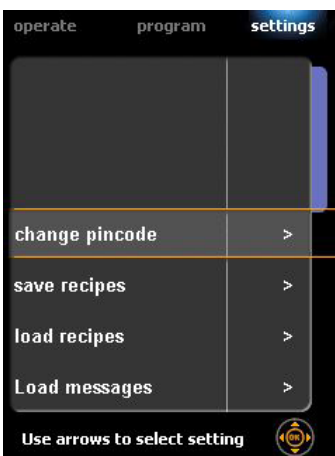 operate program settings
change pincode >
save recipes >
load recipes >
Load messages >
Use arrows to select setting OK